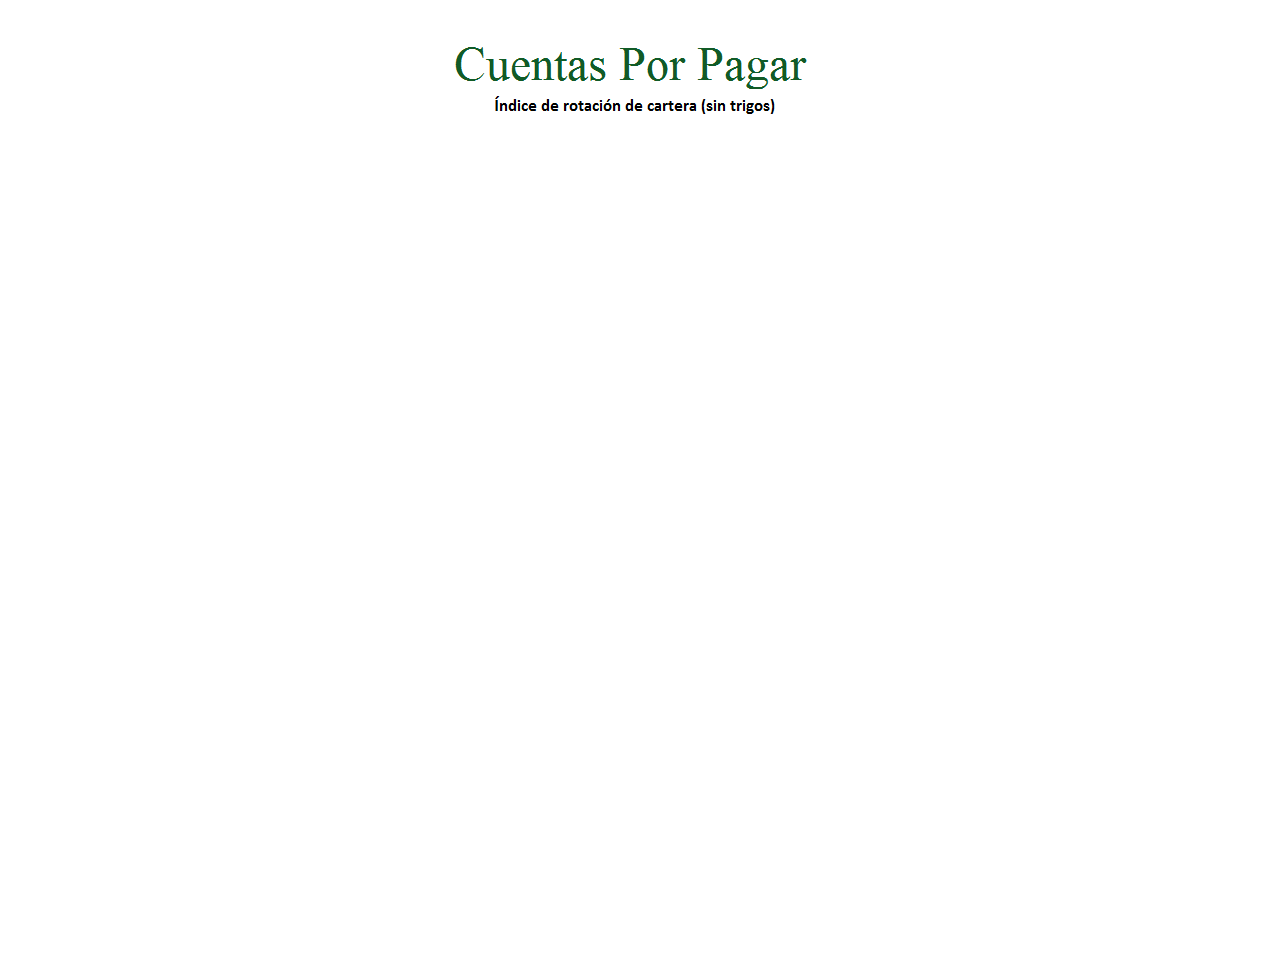 Cuentas Por Pagar
Índice de rotación de cartera (sin trigos)